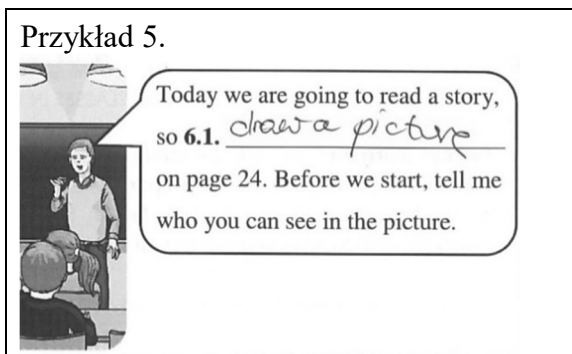 Przykład 5.
Today we are going to read a story,
so 6.1. draw a picture
on page 24. Before we start, tell me
who you can see in the picture.